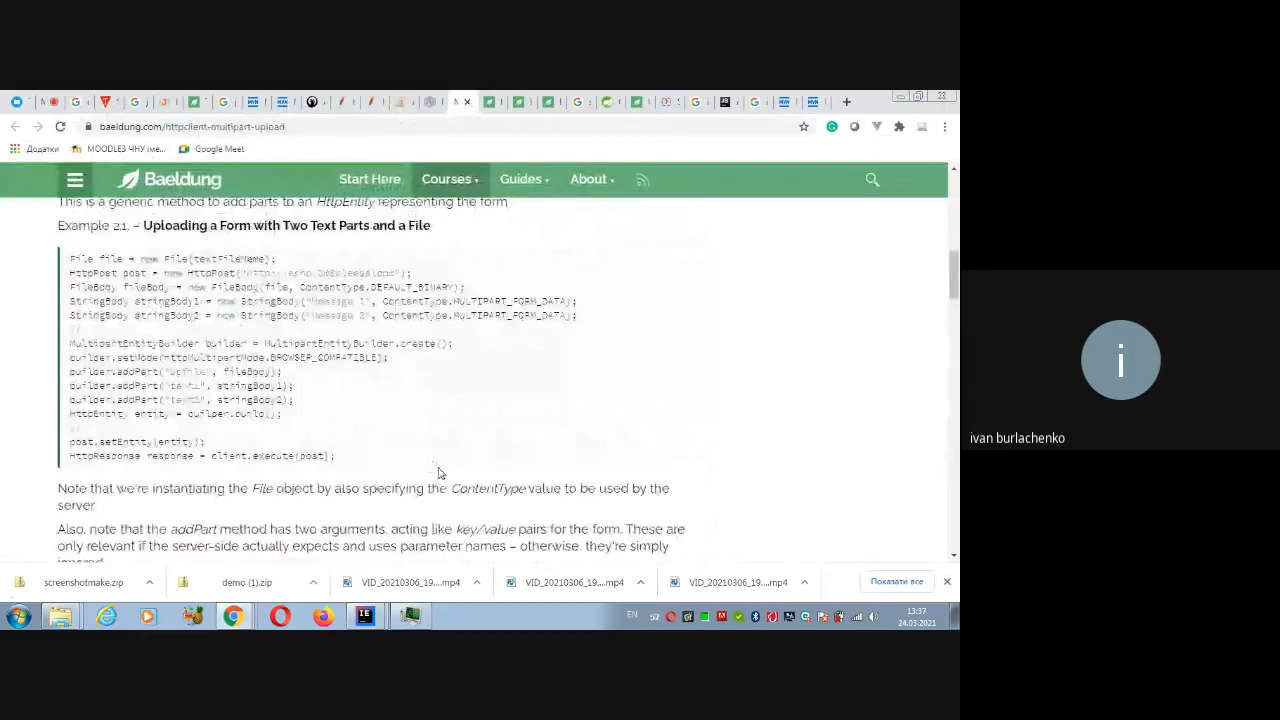 baeldung.com/httpclient-multipart-upload
Додатки
MOODLE3 ЧНУ (ме...
Google Meet
Baeldung
Start Here
Courses
Guides
About
This is a generic method to add parts to an HttpEntity representing the form
Example 2.1. – Uploading a Form with Two Text Parts and a File
File file = new File(textFileName);
HttpPost post = new HttpPost(
FileBody fileBody = new FileBody(file, ContentType.DEFAULT_BINARY);
StringBody stringBody1 = new StringBody("Message 1", ContentType.MULTIPART_FORM_DATA);
StringBody stringBody2 = new StringBody("Message 2", ContentType.MULTIPART_FORM_DATA);
//
MultipartEntityBuilder builder = MultipartEntityBuilder.create();
builder.setMode(HttpMultipartMode.BROWSER_COMPATIBLE);
builder.addPart("upfile", fileBody);
builder.addPart("text1", stringBody1);
builder.addPart("text2", stringBody2);
HttpEntity entity = builder.build();
//
post.setEntity(entity);
HttpResponse response = client.execute(post);
Note that we're instantiating the File object by also specifying the ContentType value to be used by the
server
Also, note that the addPart method has two arguments, acting like key/value pairs for the form. These are
only relevant if the server-side actually expects and uses parameter names – otherwise, they're simply
ignored
screenshotmake.zip
demo (1).zip
VID_20210306_19....mp4
VID_20210306_19....mp4
VID_20210306_19....mp4
Показати все
EN
13:37
24.03.2021
i
ivan burlachenko